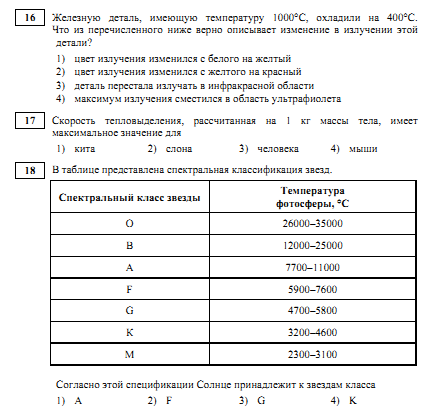 16 Железную деталь, имеющую температуру 1000°С, охладили на 400°С.
Что из перечисленного ниже верно описывает изменение в излучении этой
детали?
1) цвет излучения изменился с белого на желтый
2) цвет излучения изменился с желтого на красный
3) деталь перестала излучать в инфракрасной области
4) максимум излучения сместился в область ультрафиолета
17 Скорость тепловыделения, рассчитанная на 1 кг массы тела, имеет
максимальное значение для
1) кита 2) слона 3) человека 4) мыши
18 В таблице представлена спектральная классификация звезд.
Спектральный класс звезды Температура
фотосферы, °С
O 26000–35000
B 12000–25000
A 7700–11000
F 5900–7600
G 4700–5800
K 3200–4600
M 2300–3100
Согласно этой спецификации Солнце принадлежит к звездам класса
1) A 2) F 3) G 4) K